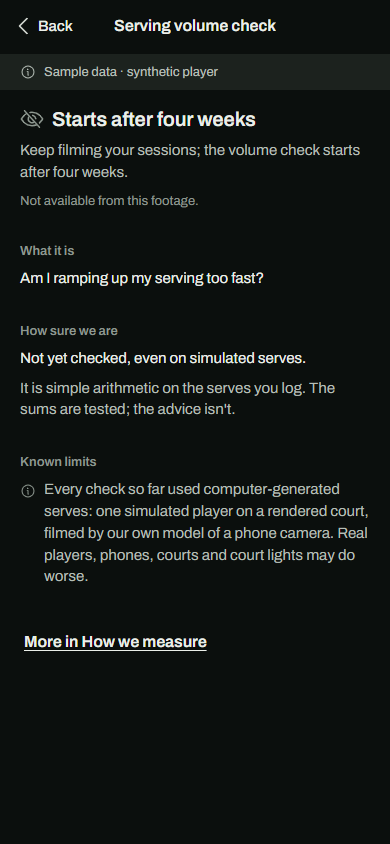 Back
Serving volume check
Sample data · synthetic player
Starts after four weeks
Keep filming your sessions; the volume check starts
after four weeks.
Not available from this footage.
What it is
Am I ramping up my serving too fast?
How sure we are
Not yet checked, even on simulated serves.
It is simple arithmetic on the serves you log. The
sums are tested; the advice isn't.
Known limits
Every check so far used computer-generated
serves: one simulated player on a rendered court,
filmed by our own model of a phone camera. Real
players, phones, courts and court lights may do
worse.
More in How we measure